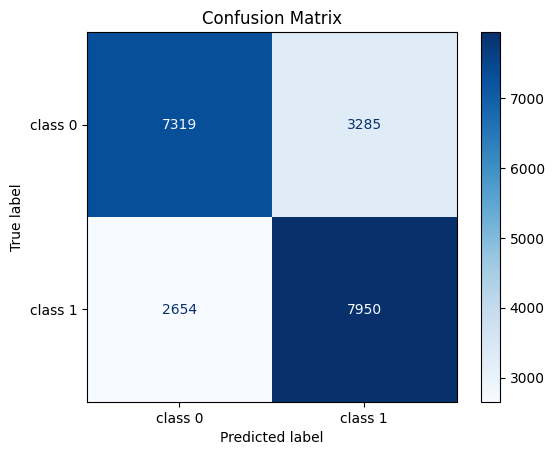 Confusion Matrix
class 0
7319
3285
class 1
2654
7950
class 0
class 1
Predicted label
True label
7000
6000
5000
4000
3000